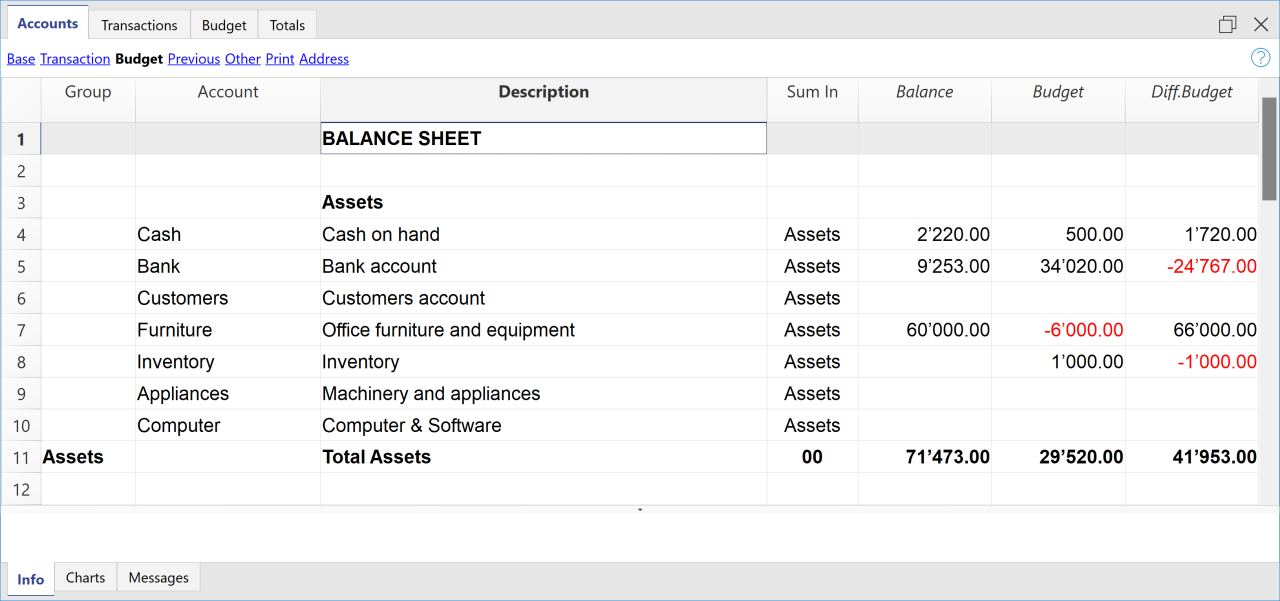 Accounts Transactions Budget Totals
Base Transaction Budget Previous Other Print Address ?
Group Account Description Sum In Balance Budget Diff.Budget
1 BALANCE SHEET
2
3 Assets
4 Cash Cash on hand Assets 2’220.00 500.00 1’720.00
5 Bank Bank account Assets 9’253.00 34’020.00 -24’767.00
6 Customers Customers account Assets
7 Furniture Office furniture and equipment Assets 60’000.00 -6’000.00 66’000.00
8 Inventory Inventory Assets 1’000.00 -1’000.00
9 Appliances Machinery and appliances Assets
10 Computer Computer & Software Assets
11 Assets Total Assets 00 71’473.00 29’520.00 41’953.00
12
Info Charts Messages